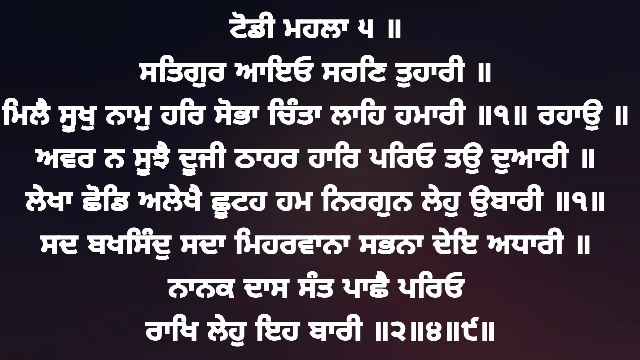 ਟੋਡੀ ਮਹਲਾ ੫ ॥
ਸਤਿਗੁਰ ਆਇਓ ਸਰਣਿ ਤੁਹਾਰੀ ॥
ਮਿਲੈ ਸੂਖੁ ਨਾਮੁ ਹਰਿ ਸੋਭਾ ਚਿੰਤਾ ਲਾਹਿ ਹਮਾਰੀ ॥੧॥ ਰਹਾਉ ॥
ਅਵਰ ਨ ਸੂਝੈ ਦੂਜੀ ਠਾਹਰ ਹਾਰਿ ਪਰਿਓ ਤਉ ਦੁਆਰੀ ॥
ਲੇਖਾ ਛੋਡਿ ਅਲੇਖੈ ਛੂਟਹ ਹਮ ਨਿਰਗੁਨ ਲੇਹੁ ਉਬਾਰੀ ॥੧॥
ਸਦ ਬਖਸਿੰਦੁ ਸਦਾ ਮਿਹਰਵਾਨਾ ਸਭਨਾ ਦੇਇ ਅਧਾਰੀ ॥
ਨਾਨਕ ਦਾਸ ਸੰਤ ਪਾਛੈ ਪਰਿਓ
ਰਾਖਿ ਲੇਹੁ ਇਹ ਬਾਰੀ ॥੨॥੪॥੯॥